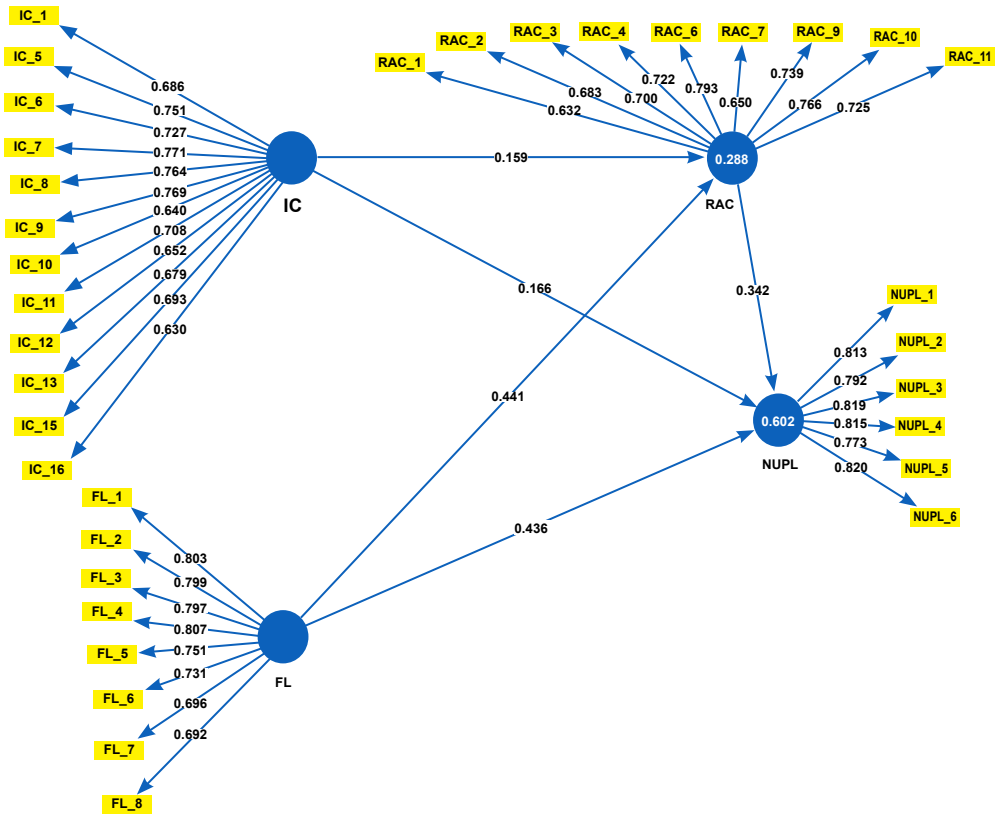 IC_1
IC_5
IC_6
IC_7
IC_8
IC_9
IC_10
IC_11
IC_12
IC_13
IC_15
IC_16
0.686
0.751
0.727
0.771
0.764
0.769
0.640
0.708
0.652
0.679
0.693
0.630
IC
RAC_1
RAC_2
RAC_3
RAC_4
RAC_6
RAC_7
RAC_9
RAC_10
RAC_11
0.632
0.683
0.700
0.722
0.793
0.650
0.739
0.766
0.725
0.288
RAC
0.159
0.166
0.342
0.441
0.436
NUPL_1
NUPL_2
NUPL_3
NUPL_4
NUPL_5
NUPL_6
0.813
0.792
0.819
0.815
0.773
0.820
0.602
NUPL
FL_1
FL_2
FL_3
FL_4
FL_5
FL_6
FL_7
FL_8
0.803
0.799
0.797
0.807
0.751
0.731
0.696
0.692
FL